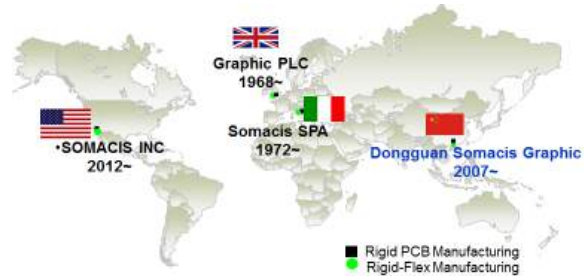 Graphic PLC
1968~
Somacis SPA
1972~
•SOMACIS INC
2012~
Dongguan Somacis Graphic
2007~
Rigid PCB Manufacturing
Rigid-Flex Manufacturing